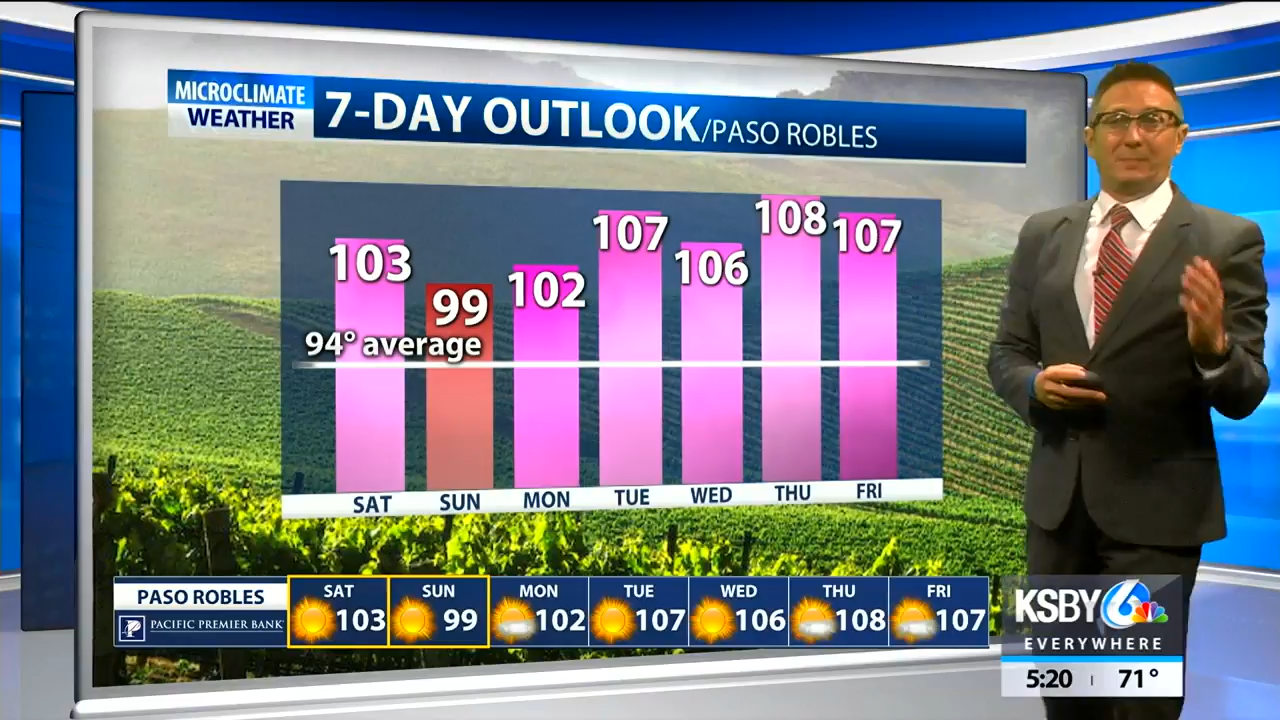 MICROCLIMATE
WEATHER
7-DAY OUTLOOK/PASO ROBLES
103
99
102
107
106
108
107
94° average
SAT SUN MON TUE WED THU FRI
PASO ROBLES
PACIFIC PREMIER BANK
SAT SUN MON TUE WED THU FRI
103 99 102 107 106 108 107
KSBY 6
EVERYWHERE
5:20 71°